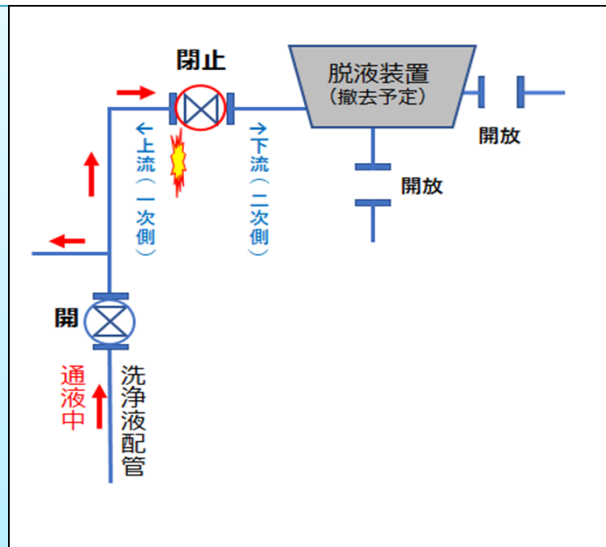 閉止
脱液装置
（撤去予定）
開放
開放
←上流（一次側）
→下流（二次側）
開
通液中
洗浄液配管